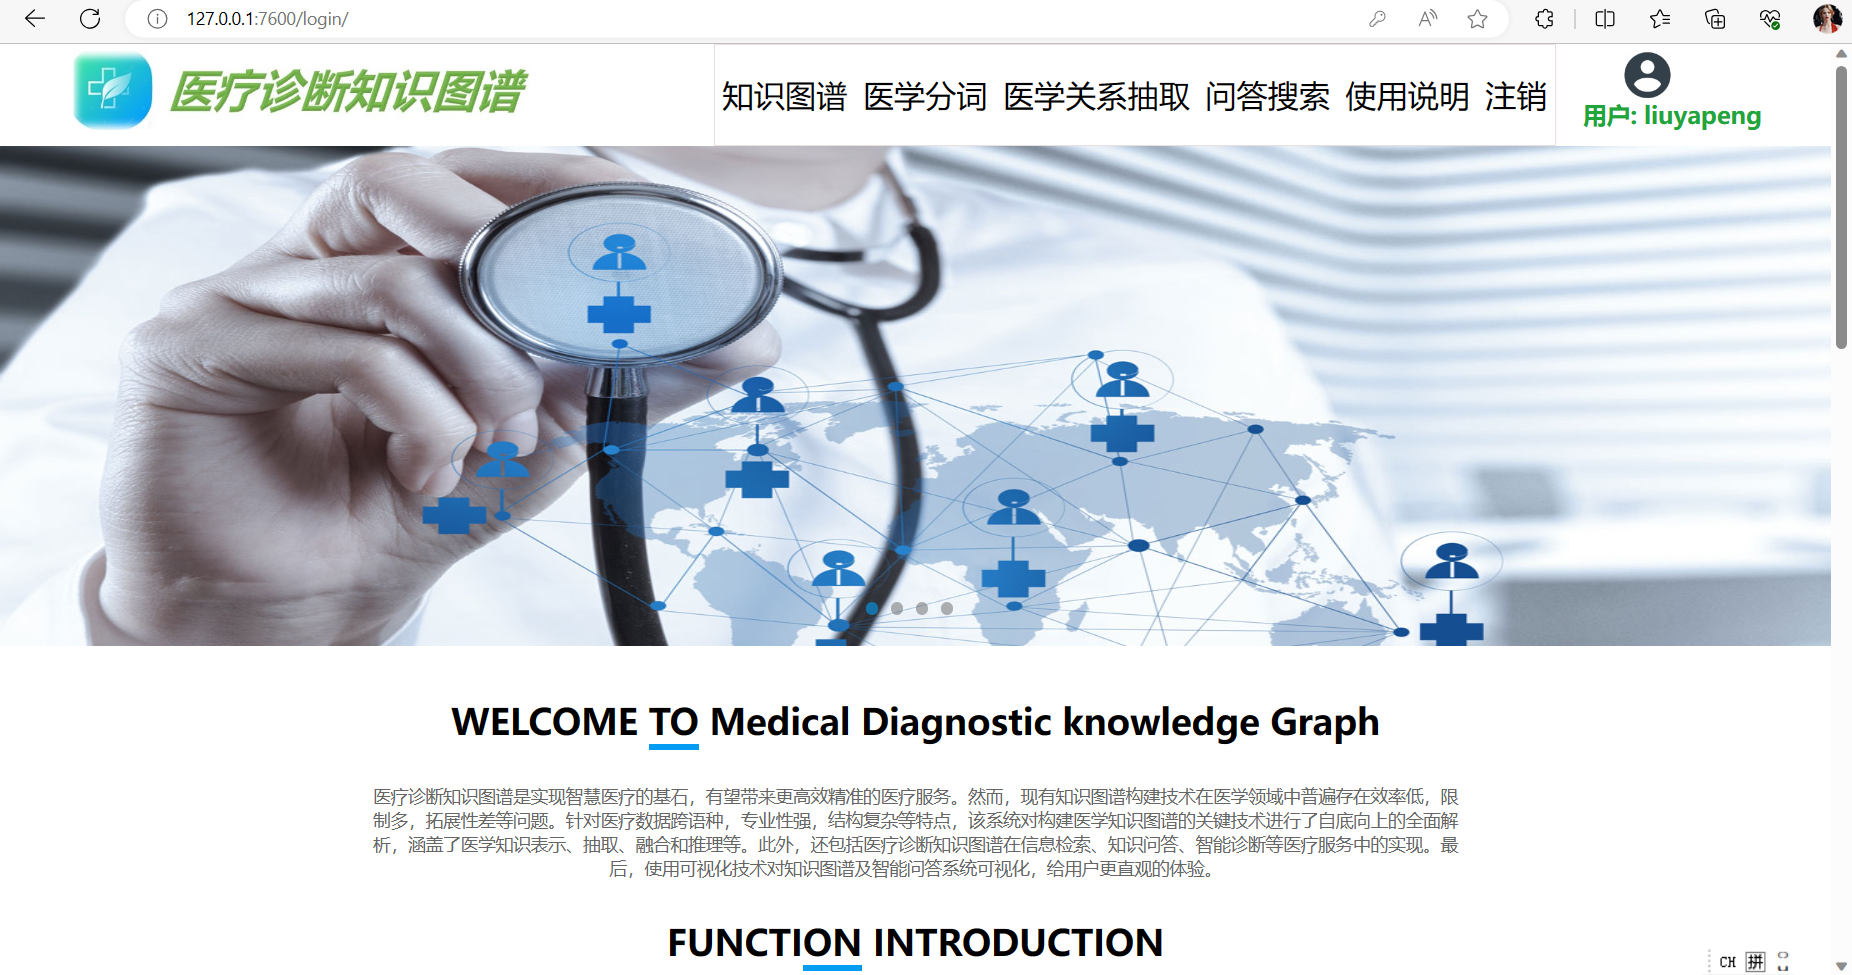 127.0.0.1:7600/login/
医疗诊断知识图谱
知识图谱 医学分词 医学关系抽取 问答搜索 使用说明 注销
用户: liuyapeng
WELCOME TO Medical Diagnostic knowledge Graph
医疗诊断知识图谱是实现智慧医疗的基石，有望带来更高效精准的医疗服务。然而，现有知识图谱构建技术在医学领域中普遍存在效率低，限
制多，拓展性差等问题。针对医疗数据跨语种，专业性强，结构复杂等特点，该系统对构建医学知识图谱的关键技术进行了自底向上的全面解
析，涵盖了医学知识表示、抽取、融合和推理等。此外，还包括医疗诊断知识图谱在信息检索、知识问答、智能诊断等医疗服务中的实现。最
后，使用可视化技术对知识图谱及智能问答系统可视化，给用户更直观的体验。
FUNCTION INTRODUCTION
CH 拼